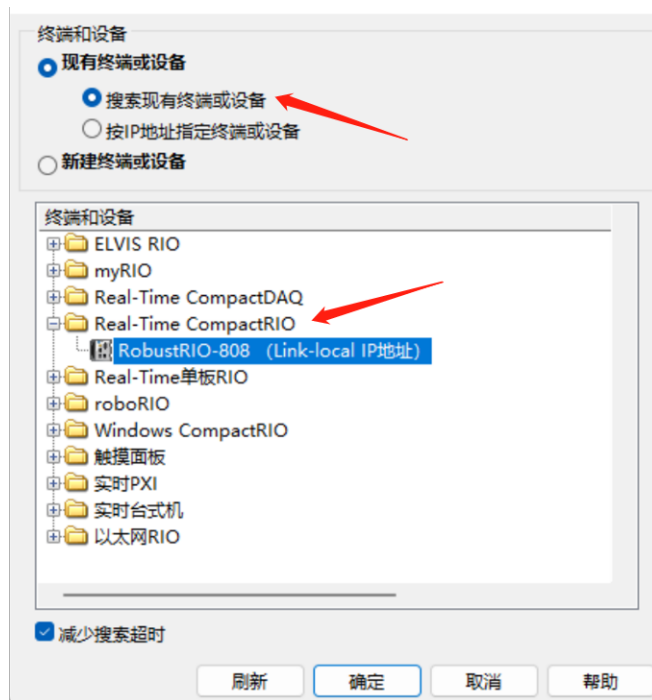 终端和设备
现有终端或设备
搜索现有终端或设备
按IP地址指定终端或设备
新建终端或设备
终端和设备
ELVIS RIO
myRIO
Real-Time CompactDAQ
Real-Time CompactRIO
RobustRIO-808 （Link-local IP地址）
Real-Time单板RIO
roboRIO
Windows CompactRIO
触摸面板
实时PXI
实时台式机
以太网RIO
减少搜索超时
刷新 确定 取消 帮助